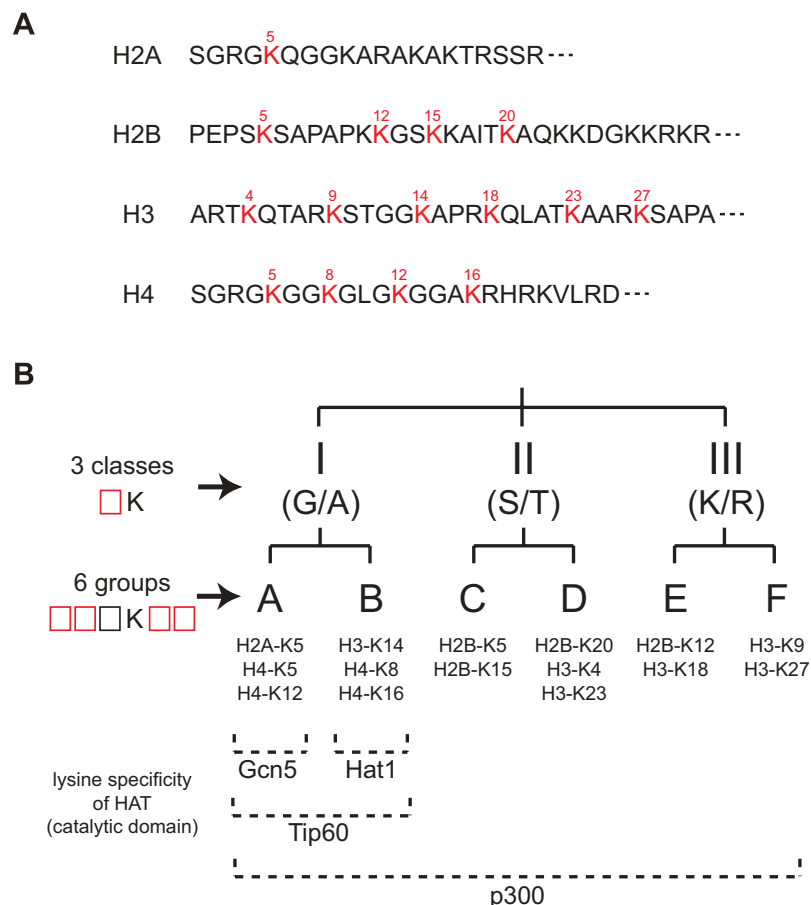 A
5
H2A SGRGKQGGKARAKAKTRSSR---
5 12 15 20
H2B PEPSKSAPAPKKGSKKAITKAQKKDGKKRKR---
4 9 14 18 23 27
H3 ARTKQTARKSTGGKAPRKQLATKAARKSAPA---
5 8 12 16
H4 SGRGKGGKGLGKGGAKRHRKVLRD---
B
3 classes
K
I II III
(G/A) (S/T) (K/R)
6 groups
K
A B C D E F
H2A-K5 H3-K14 H2B-K5 H2B-K20 H2B-K12 H3-K9
H4-K5 H4-K8 H2B-K15 H3-K4 H3-K18 H3-K27
H4-K12 H4-K16 H3-K23
lysine specificity
of HAT
(catalytic domain)
Gcn5 Hat1
Tip60
p300